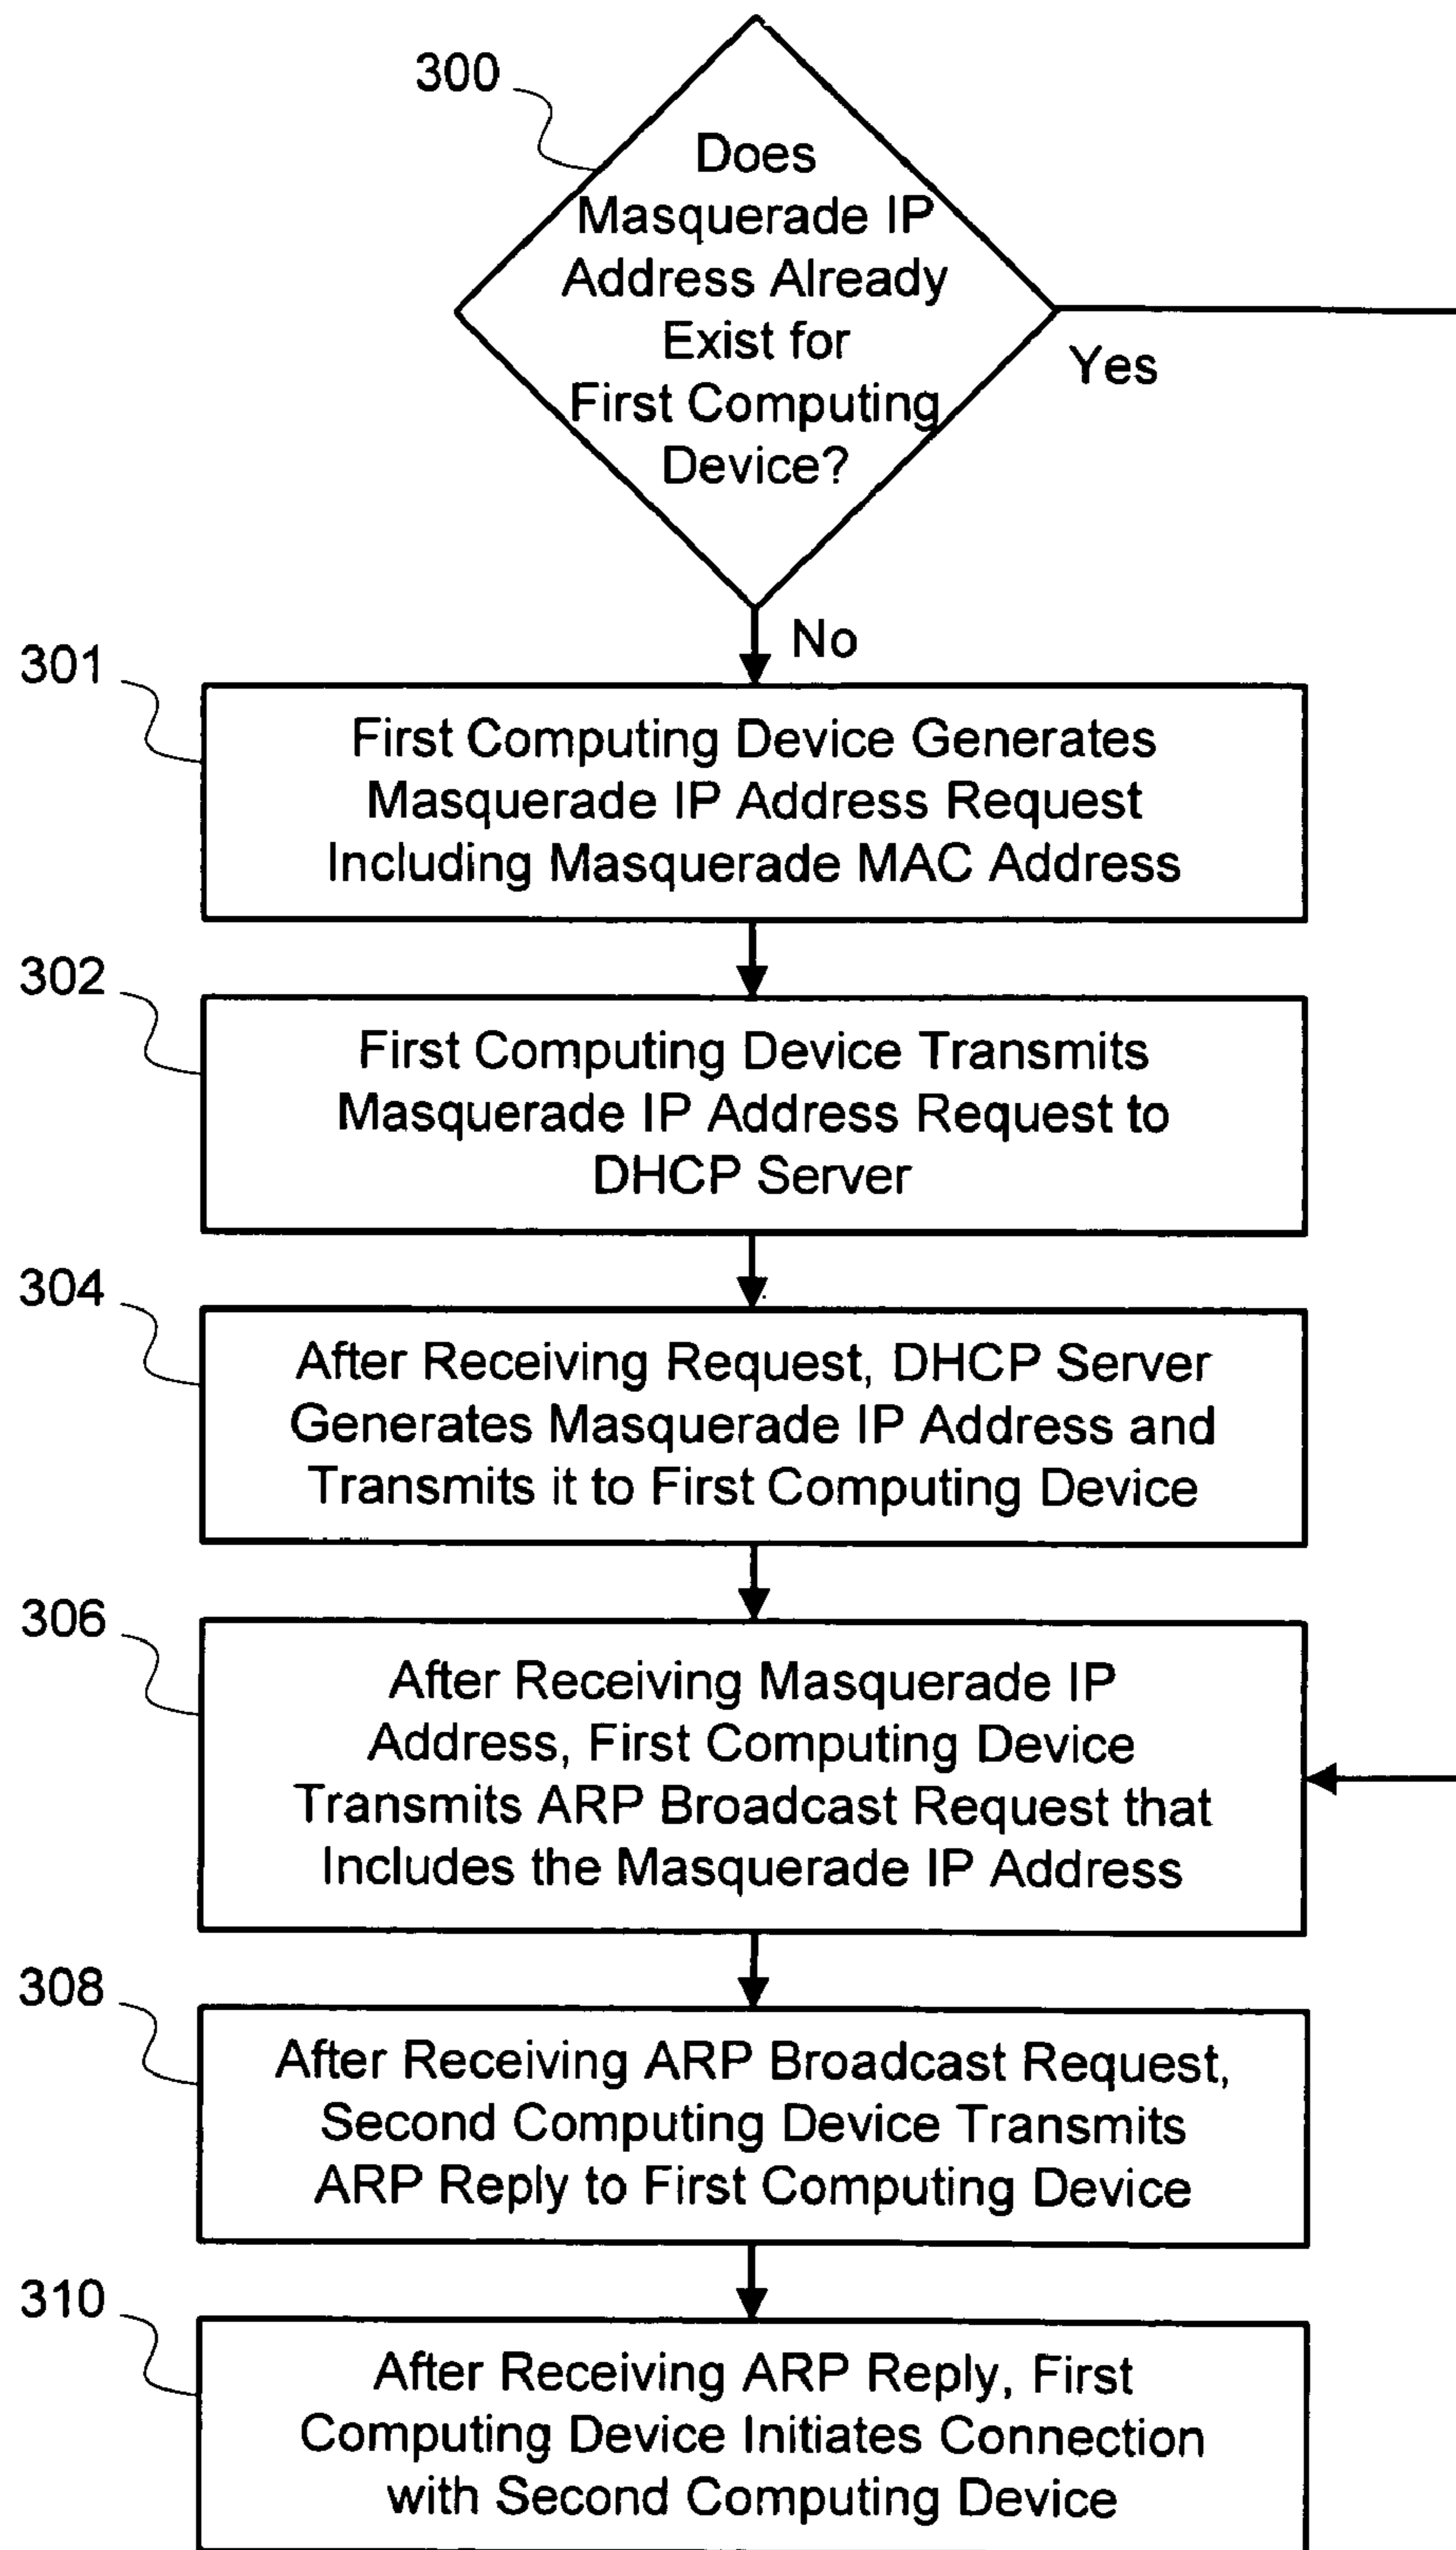 300
Does
Masquerade IP
Address Already
Exist for
First Computing
Device?
Yes
No
301
First Computing Device Generates
Masquerade IP Address Request
Including Masquerade MAC Address
302
First Computing Device Transmits
Masquerade IP Address Request to
DHCP Server
304
After Receiving Request, DHCP Server
Generates Masquerade IP Address and
Transmits it to First Computing Device
306
After Receiving Masquerade IP
Address, First Computing Device
Transmits ARP Broadcast Request that
Includes the Masquerade IP Address
308
After Receiving ARP Broadcast Request,
Second Computing Device Transmits
ARP Reply to First Computing Device
310
After Receiving ARP Reply, First
Computing Device Initiates Connection
with Second Computing Device